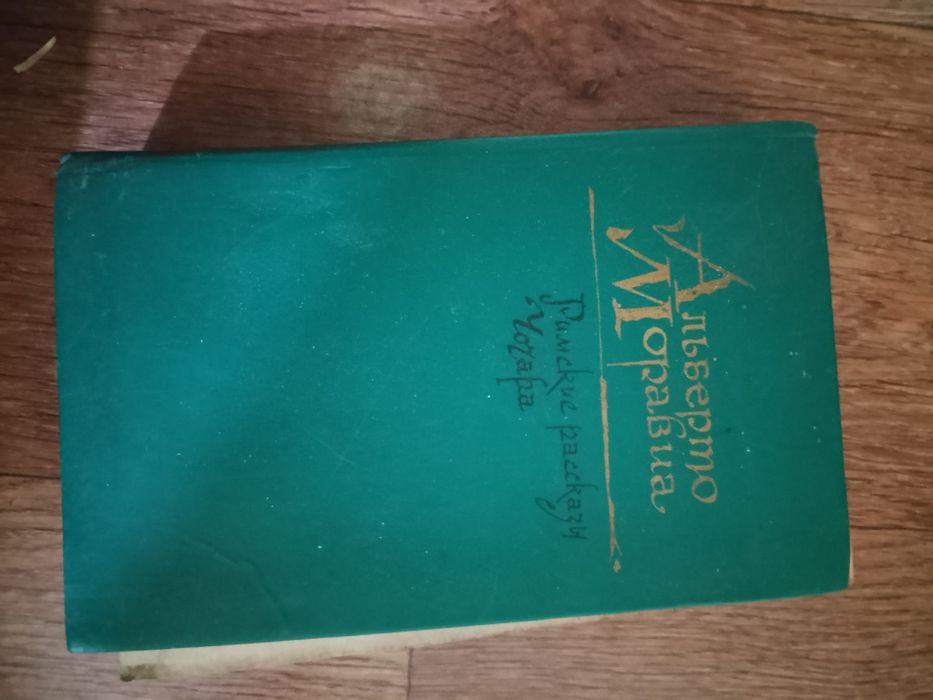 Альберто
Моравиа
Римские рассказы
Чочара